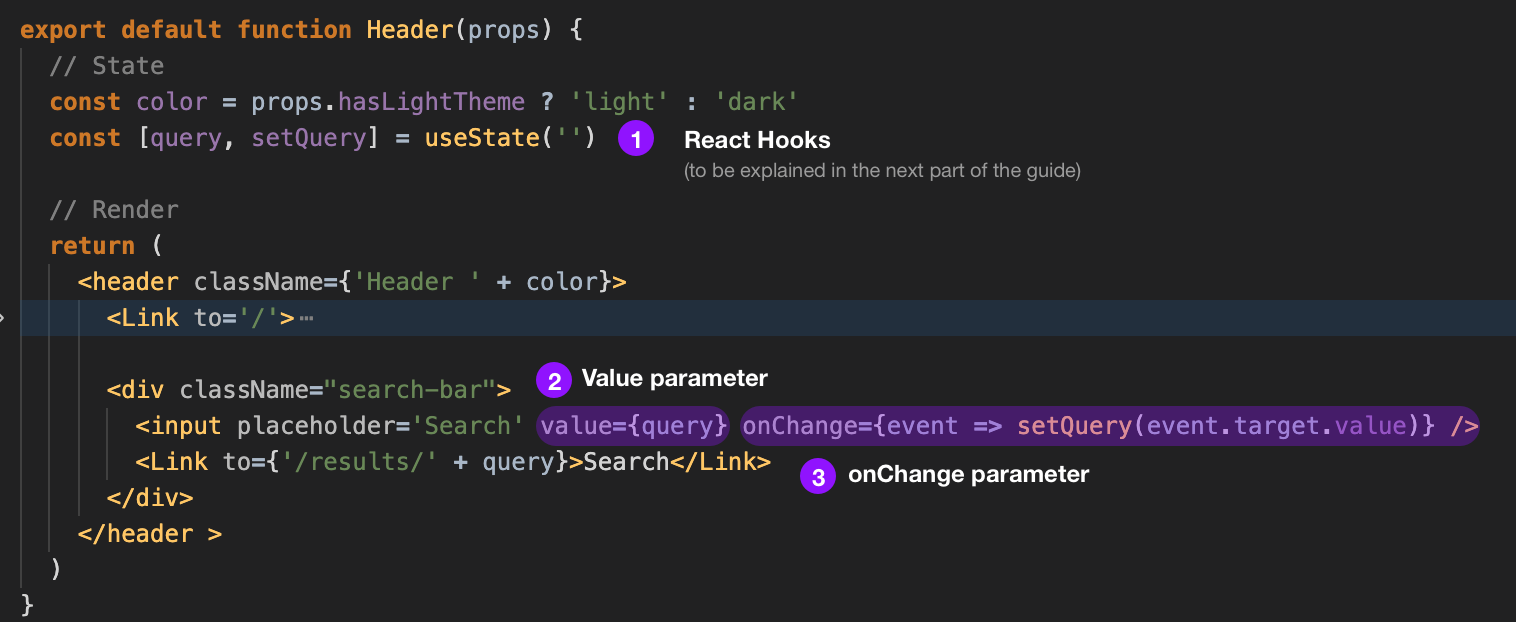 export default function Header(props) {
// State
const color = props.hasLightTheme ? 'light' : 'dark'
const [query, setQuery] = useState('')
1 React Hooks
(to be explained in the next part of the guide)
// Render
return (
<header className={'Header ' + color}>
<Link to='/'>⋯
<div className="search-bar">
2 Value parameter
<input placeholder='Search' value={query} onChange={event => setQuery(event.target.value)} />
<Link to={'/results/' + query}>Search</Link>
3 onChange parameter
</div>
</header >
)
}